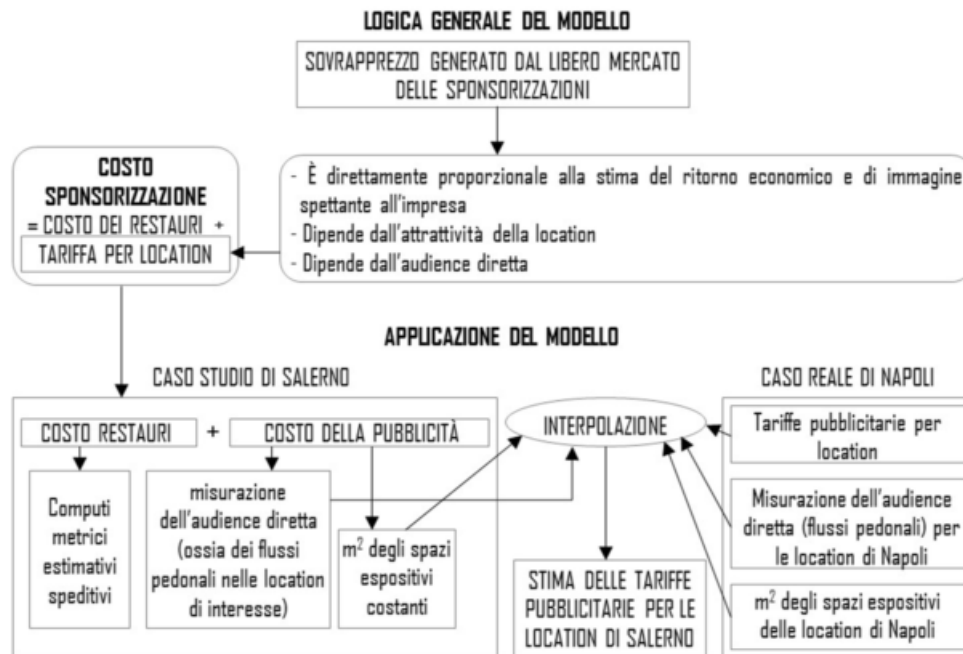 LOGICA GENERALE DEL MODELLO
SOVRAPPREZZO GENERATO DAL LIBERO MERCATO
DELLE SPONSORIZZAZIONI
COSTO
SPONSORIZZAZIONE
= COSTO DEI RESTAURI +
TARIFFA PER LOCATION
- È direttamente proporzionale alla stima del ritorno economico e di immagine
spettante all'impresa
- Dipende dall'attrattività della location
- Dipende dall'audience diretta
APPLICAZIONE DEL MODELLO
CASO STUDIO DI SALERNO
COSTO RESTAURI + COSTO DELLA PUBBLICITÀ
Computi
metrici
estimativi
speditivi
misurazione
dell'audience diretta
(ossia dei flussi
pedonali nelle location
di interesse)
m² degli spazi
espositivi
costanti
INTERPOLAZIONE
STIMA DELLE TARIFFE
PUBBLICITARIE PER LE
LOCATION DI SALERNO
CASO REALE DI NAPOLI
Tariffe pubblicitarie per
location
Misurazione dell'audience
diretta (flussi pedonali) per
le location di Napoli
m² degli spazi espositivi
delle location di Napoli